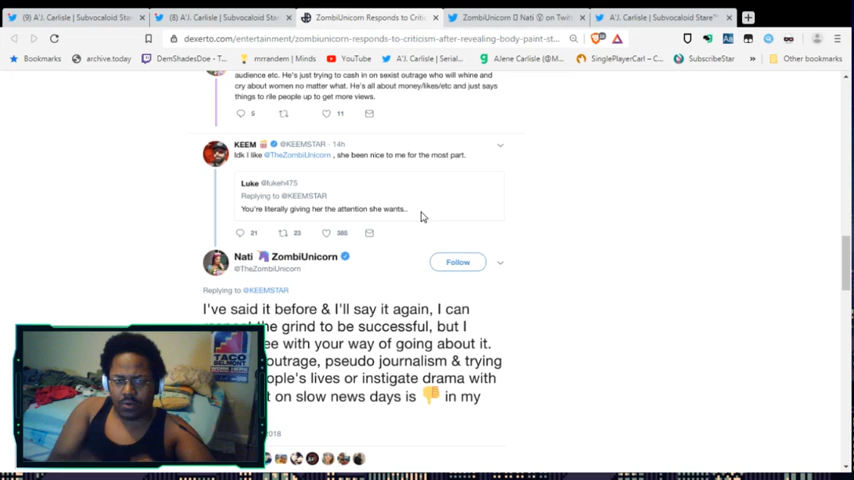 (9) A'J. Carlisle | Subvocaloid Stare
(8) A'J. Carlisle | Subvocaloid Stare
ZombiUnicorn Responds to Critic
ZombiUnicorn Nati on Twit
A'J. Carlisle | Subvocaloid Stare™
dexerto.com/entertainment/zombiunicorn-responds-to-criticism-after-revealing-body-paint-st...
Bookmarks
archive.today
DemShadesDoe - T...
mrrandem | Minds
YouTube
A'J. Carlisle | Serial...
AJene Carlisle (@M...
SinglePlayerCarl – C...
SubscribeStar
Other bookmarks
audience etc. He's just trying to cash in on sexist outrage who will whine and
cry about women no matter what. He's all about money/likes/etc and just says
things to rile people up to get more views.
5
11
KEEM @KEEMSTAR · 14h
Idk I like @TheZombiUnicorn , she been nice to me for the most part.
Luke @lukeh475
Replying to @KEEMSTAR
You're literally giving her the attention she wants..
21 23 385
Nati ZombiUnicorn
@TheZombiUnicorn
Follow
Replying to @KEEMSTAR
I've said it before & I'll say it again, I can
the grind to be successful, but I
with your way of going about it.
outrage, pseudo journalism & trying
lives or instigate drama with
on slow news days is 👎 in my
2018
TACO
BELMONT